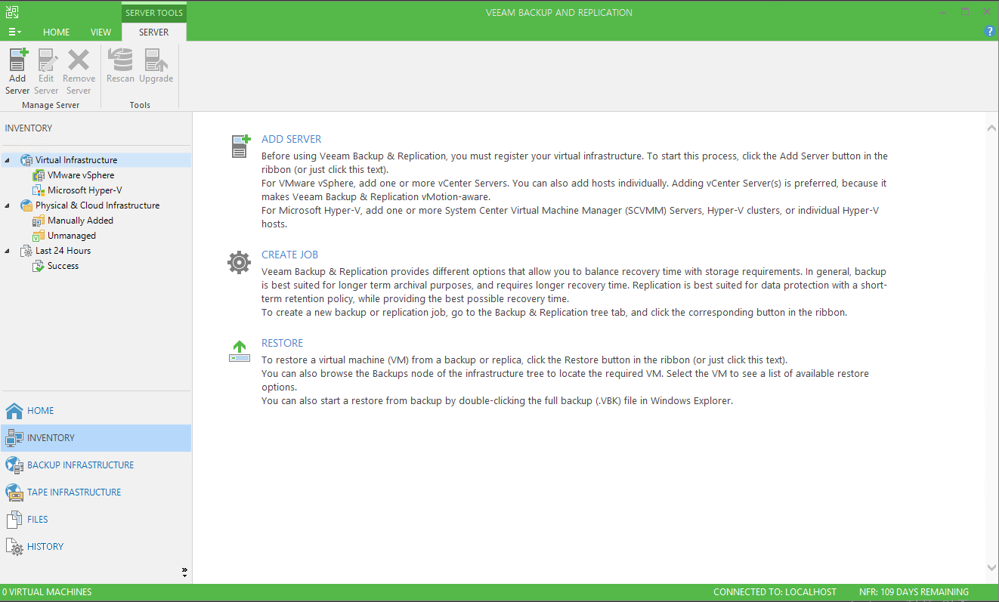 SERVER TOOLS
VEEAM BACKUP AND REPLICATION
HOME VIEW SERVER
Add Server
Edit Server
Remove Server
Rescan
Upgrade
Manage Server
Tools
INVENTORY
Virtual Infrastructure
VMware vSphere
Microsoft Hyper-V
Physical & Cloud Infrastructure
Manually Added
Unmanaged
Last 24 Hours
Success
HOME
INVENTORY
BACKUP INFRASTRUCTURE
TAPE INFRASTRUCTURE
FILES
HISTORY
ADD SERVER
Before using Veeam Backup & Replication, you must register your virtual infrastructure. To start this process, click the Add Server button in the
ribbon (or just click this text).
For VMware vSphere, add one or more vCenter Servers. You can also add hosts individually. Adding vCenter Server(s) is preferred, because it
makes Veeam Backup & Replication vMotion-aware.
For Microsoft Hyper-V, add one or more System Center Virtual Machine Manager (SCVMM) Servers, Hyper-V clusters, or individual Hyper-V
hosts.
CREATE JOB
Veeam Backup & Replication provides different options that allow you to balance recovery time with storage requirements. In general, backup
is best suited for longer term archival purposes, and requires longer recovery time. Replication is best suited for data protection with a short-
term retention policy, while providing the best possible recovery time.
To create a new backup or replication job, go to the Backup & Replication tree tab, and click the corresponding button in the ribbon.
RESTORE
To restore a virtual machine (VM) from a backup or replica, click the Restore button in the ribbon (or just click this text).
You can also browse the Backups node of the infrastructure tree to locate the required VM. Select the VM to see a list of available restore
options.
You can also start a restore from backup by double-clicking the full backup (.VBK) file in Windows Explorer.
0 VIRTUAL MACHINES
CONNECTED TO: LOCALHOST
NFR: 109 DAYS REMAINING